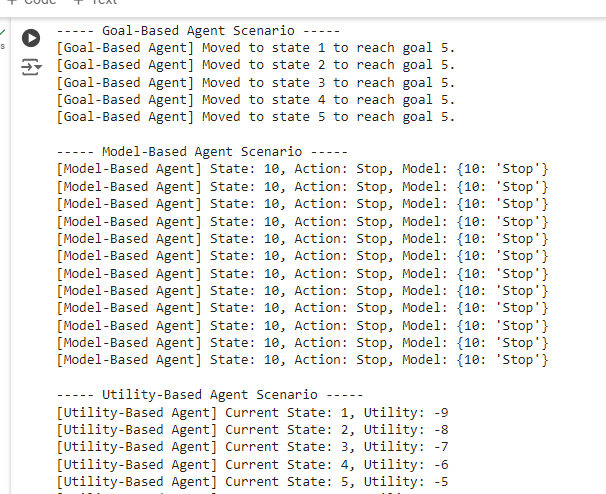 + Code + Text
----- Goal-Based Agent Scenario -----
[Goal-Based Agent] Moved to state 1 to reach goal 5.
[Goal-Based Agent] Moved to state 2 to reach goal 5.
[Goal-Based Agent] Moved to state 3 to reach goal 5.
[Goal-Based Agent] Moved to state 4 to reach goal 5.
[Goal-Based Agent] Moved to state 5 to reach goal 5.
----- Model-Based Agent Scenario -----
[Model-Based Agent] State: 10, Action: Stop, Model: {10: 'Stop'}
[Model-Based Agent] State: 10, Action: Stop, Model: {10: 'Stop'}
[Model-Based Agent] State: 10, Action: Stop, Model: {10: 'Stop'}
[Model-Based Agent] State: 10, Action: Stop, Model: {10: 'Stop'}
[Model-Based Agent] State: 10, Action: Stop, Model: {10: 'Stop'}
[Model-Based Agent] State: 10, Action: Stop, Model: {10: 'Stop'}
[Model-Based Agent] State: 10, Action: Stop, Model: {10: 'Stop'}
[Model-Based Agent] State: 10, Action: Stop, Model: {10: 'Stop'}
[Model-Based Agent] State: 10, Action: Stop, Model: {10: 'Stop'}
[Model-Based Agent] State: 10, Action: Stop, Model: {10: 'Stop'}
[Model-Based Agent] State: 10, Action: Stop, Model: {10: 'Stop'}
[Model-Based Agent] State: 10, Action: Stop, Model: {10: 'Stop'}
----- Utility-Based Agent Scenario -----
[Utility-Based Agent] Current State: 1, Utility: -9
[Utility-Based Agent] Current State: 2, Utility: -8
[Utility-Based Agent] Current State: 3, Utility: -7
[Utility-Based Agent] Current State: 4, Utility: -6
[Utility-Based Agent] Current State: 5, Utility: -5